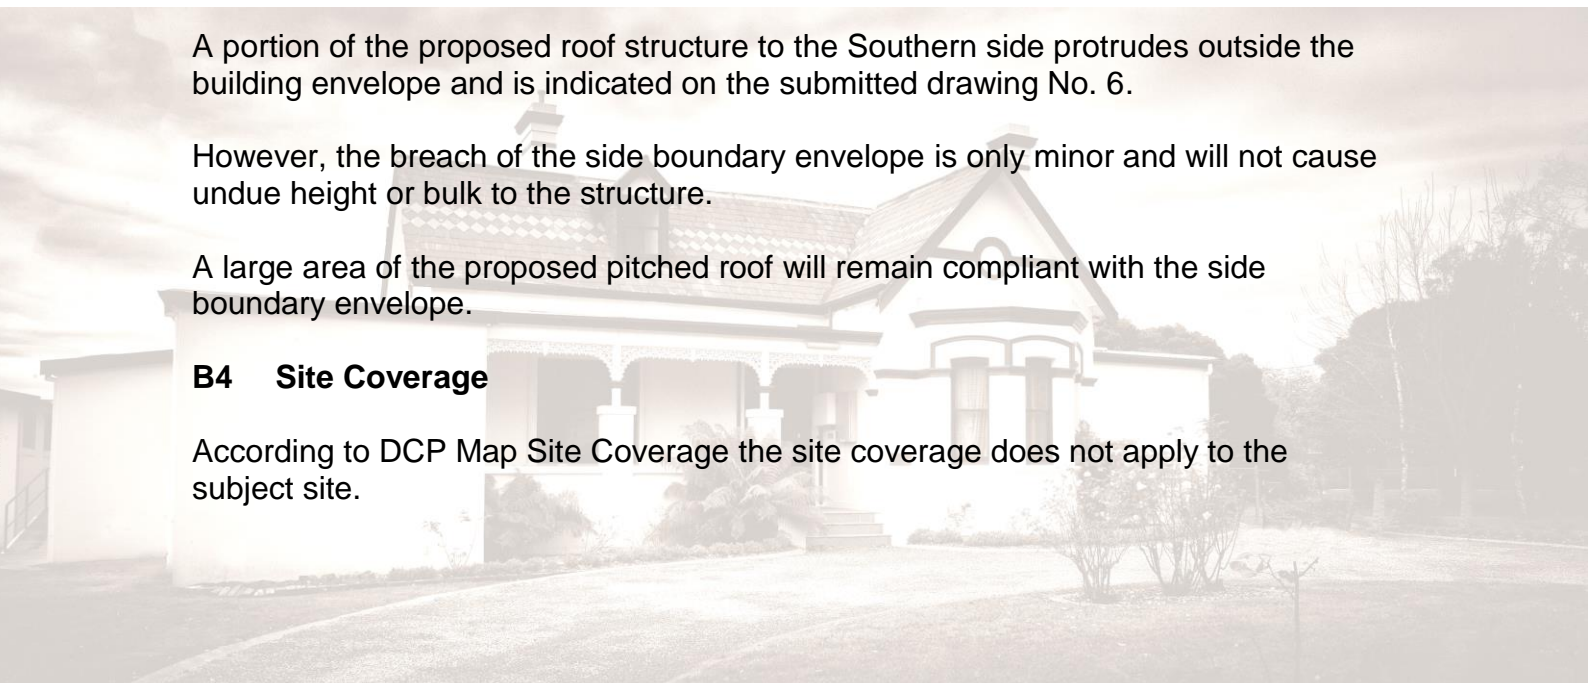 A portion of the proposed roof structure to the Southern side protrudes outside the
building envelope and is indicated on the submitted drawing No. 6.
However, the breach of the side boundary envelope is only minor and will not cause
undue height or bulk to the structure.
A large area of the proposed pitched roof will remain compliant with the side
boundary envelope.
B4 Site Coverage
According to DCP Map Site Coverage the site coverage does not apply to the
subject site.